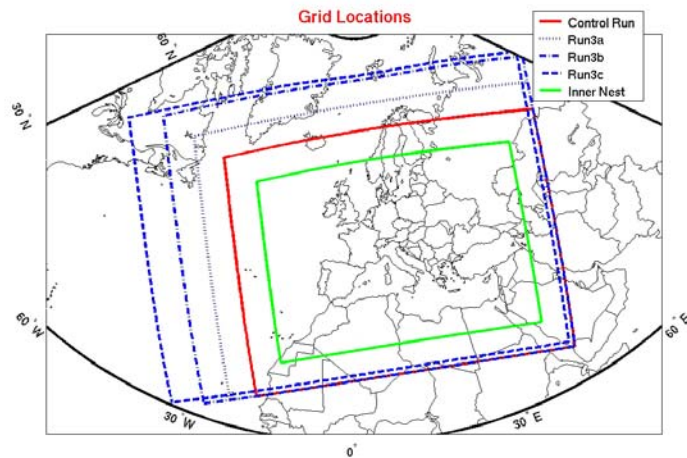 Grid Locations
Control Run
Run3a
Run3b
Run3c
Inner Nest
60°N
30°N
60°W
60°E
30°W
30°E
0°